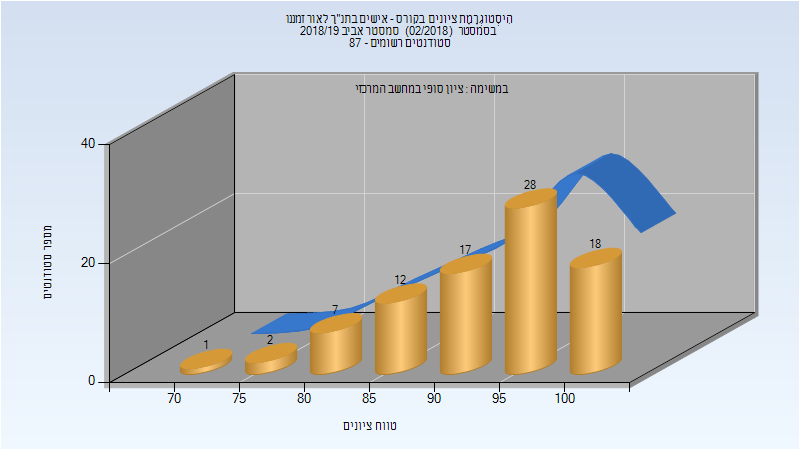 היסטוגרמת ציונים בקורס - אישים בתנ"ך לאור זמננו
בסמסטר (02/2018) סמסטר אביב 2018/19
סטודנטים רשומים - 87
במשימה : ציון סופי במחשב המרכזי
מספר סטודנטים
40
20
0
1
2
7
12
17
28
18
70
75
80
85
90
95
100
טווח ציונים